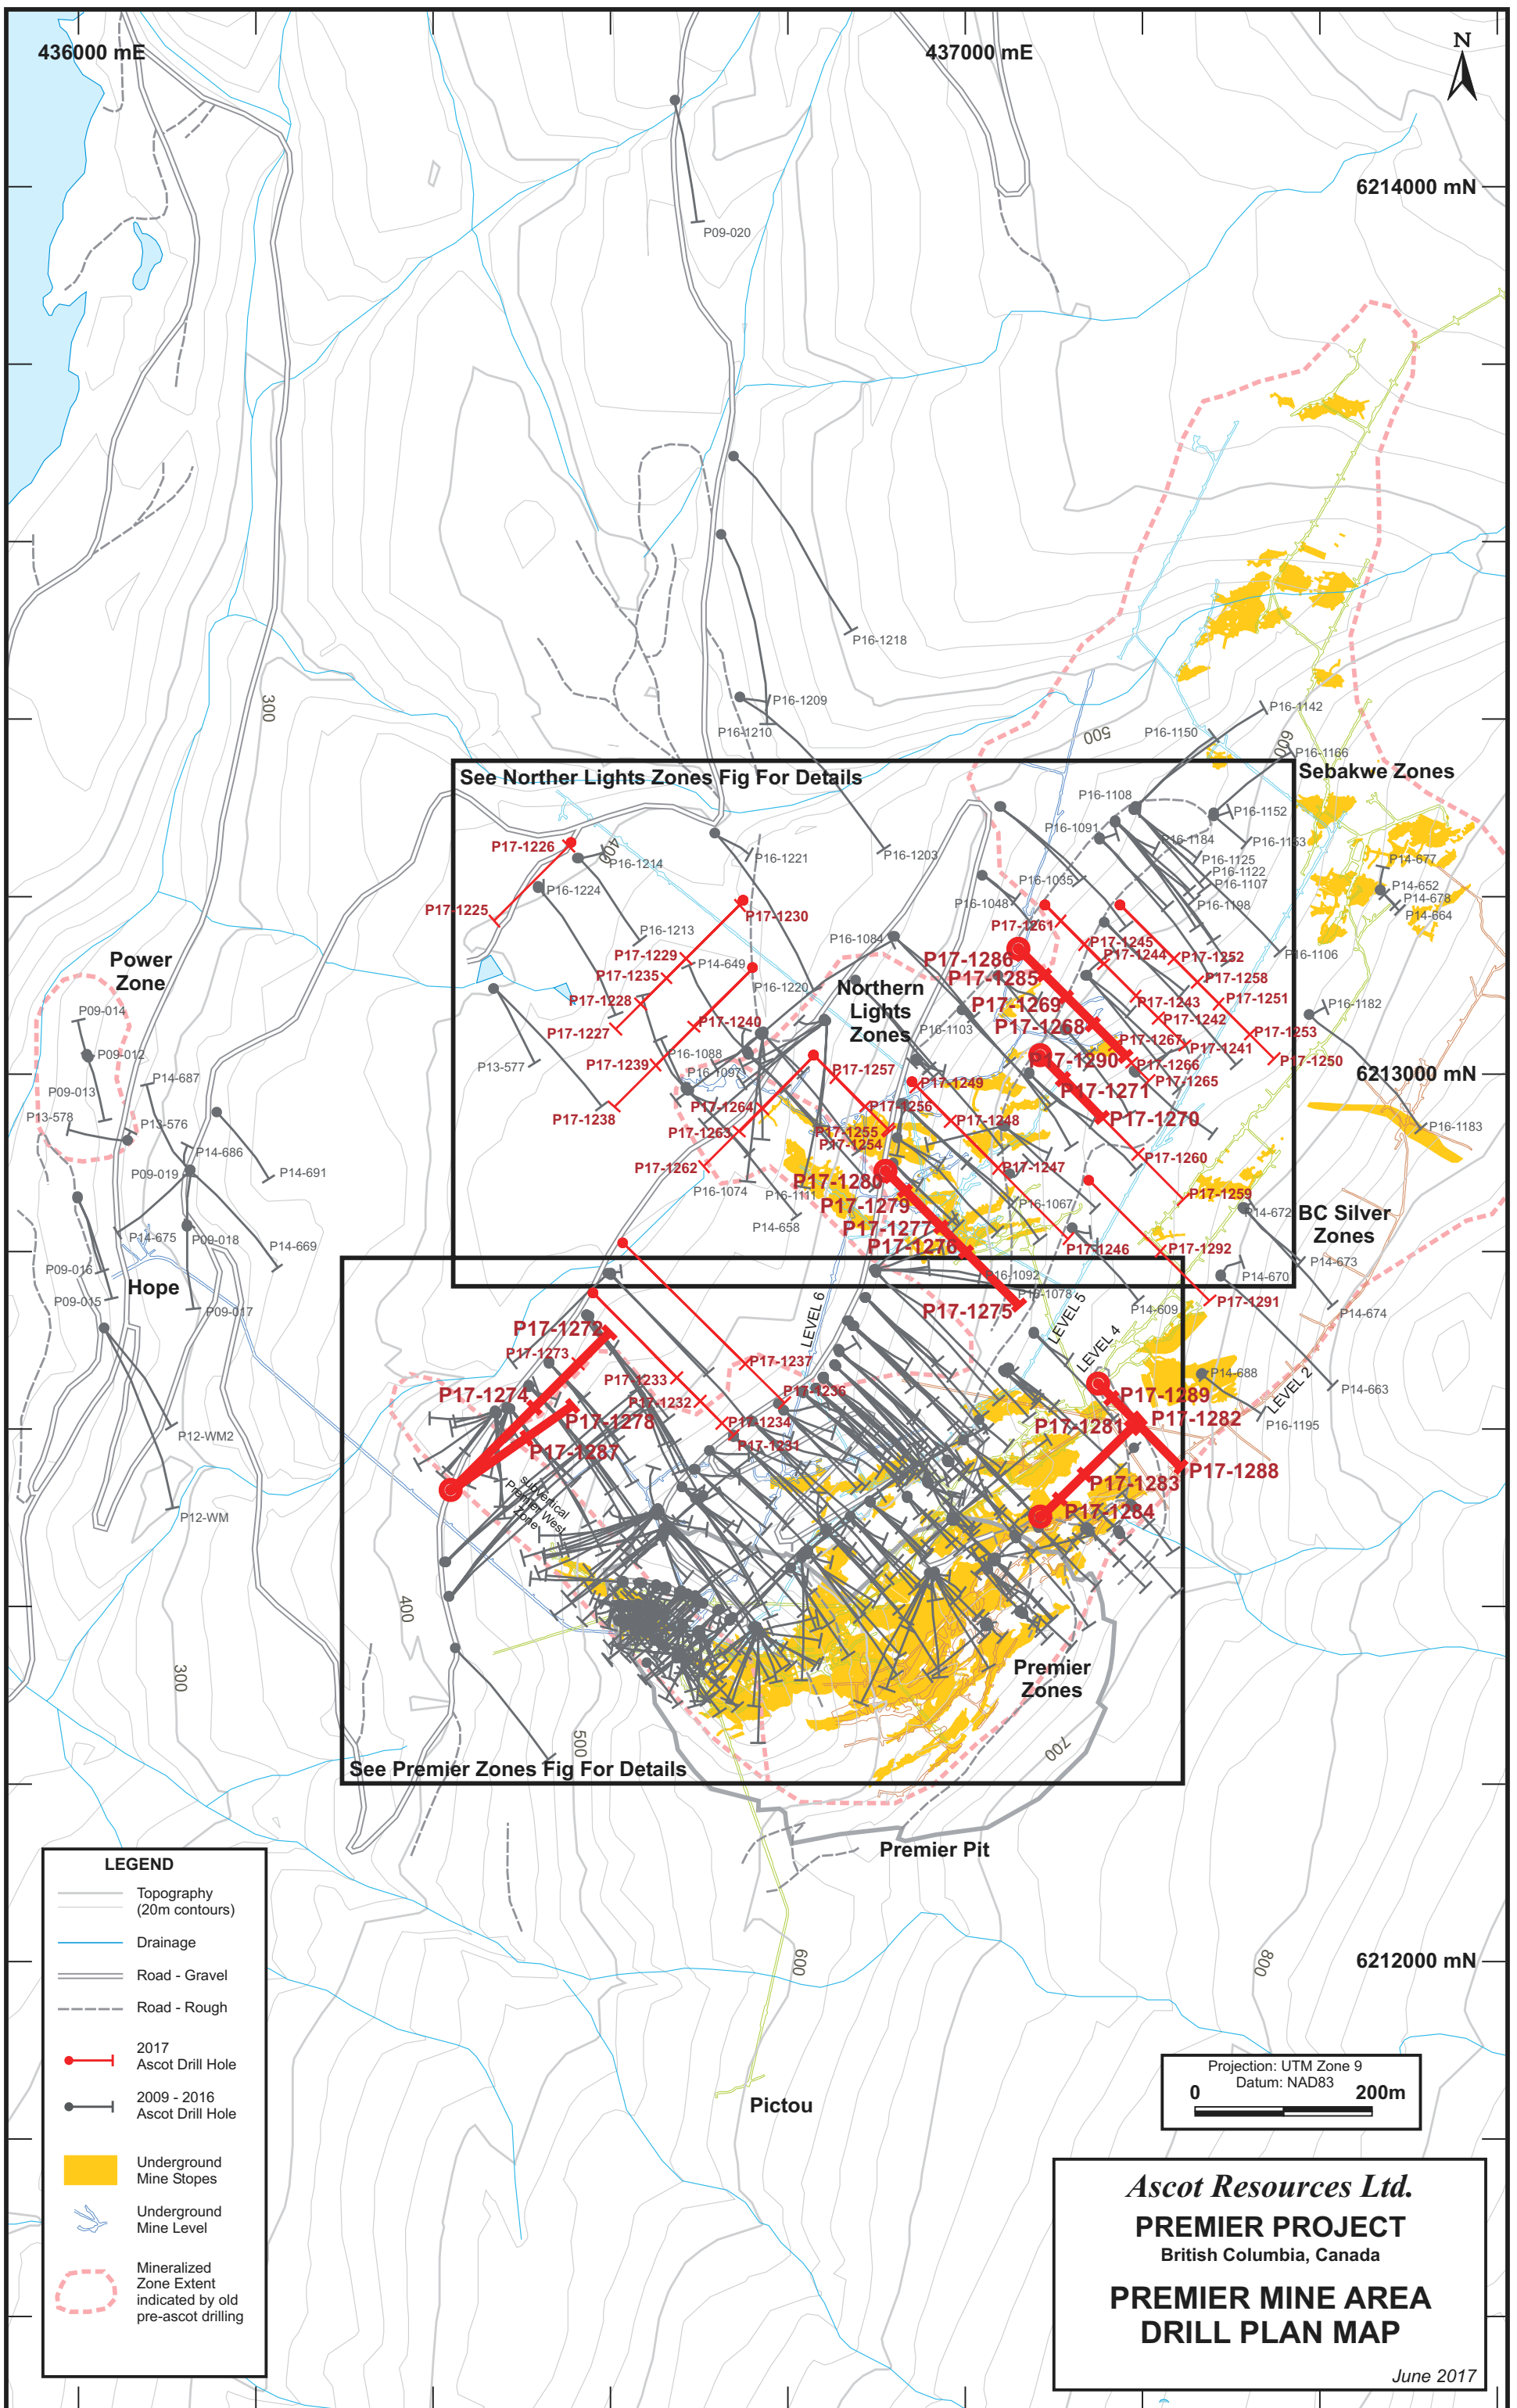 436000 mE
437000 mE
N
6214000 mN
P09-020
P16-1218
300
P16-1209
P16-1210
P16-1142
500
P16-1150
600
P16-1166
See Norther Lights Zones Fig For Details
Sebakwe Zones
P16-1108
P16-1152
P16-1091
P16-1184
P16-1163
P17-1226
400
P16-1214
P16-1221
P16-1203
P16-1125
P16-1122
P16-1107
P14-677
P16-1035
P14-652
P14-678
P14-664
P16-1224
P16-1048
P16-1198
P17-1225
P17-1230
P17-1261
P16-1213
P16-1084
P17-1245
P17-1244
P16-1106
P17-1229
P14-649
P17-1286
P17-1252
Power
Zone
P17-1235
P17-1285
P17-1258
P17-1228
P16-1220
Northern
Lights
Zones
P17-1269
P17-1243
P17-1251
P16-1182
P09-014
P17-1227
P17-1240
P16-1103
P17-1268
P17-1242
P17-1253
P09-012
P16-1088
P17-1267
P17-1241
P17-1250
P13-577
P17-1239
P16-1097
P17-1257
P17-1290
P17-1266
6213000 mN
P14-687
P17-1249
P17-1265
P09-013
P17-1271
P13-578
P17-1238
P17-1264
P17-1256
P17-1248
P17-1270
P13-576
P17-1263
P17-1255
P17-1254
P16-1183
P14-686
P17-1260
P09-019
P14-691
P17-1262
P17-1247
P17-1280
P16-1074
P16-1111
P17-1279
P16-1067
P17-1259
P14-658
P14-672
BC Silver
Zones
P14-675
P09-018
P14-669
P17-1277
P17-1276
P17-1246
P17-1292
P14-673
P09-016
P16-1092
P14-670
Hope
P09-015
P09-017
P16-1078
P17-1275
P14-609
P17-1291
P14-674
LEVEL 6
LEVEL 5
P17-1272
LEVEL 4
P17-1273
P17-1237
P17-1233
P14-688
P14-663
P17-1274
P17-1236
P17-1289
LEVEL 2
P17-1232
P17-1278
P17-1234
P17-1281
P17-1282
P16-1195
P12-WM2
P17-1231
P17-1287
P17-1288
subvertical
Premier West
Zone
P17-1283
P12-WM
P17-1284
400
300
Premier
Zones
500
700
See Premier Zones Fig For Details
Premier Pit
600
800
6212000 mN
Pictou
LEGEND
Topography
(20m contours)
Drainage
Road - Gravel
Road - Rough
2017
Ascot Drill Hole
2009 - 2016
Ascot Drill Hole
Underground
Mine Stopes
Underground
Mine Level
Mineralized
Zone Extent
indicated by old
pre-ascot drilling
Projection: UTM Zone 9
Datum: NAD83
0 200m
Ascot Resources Ltd.
PREMIER PROJECT
British Columbia, Canada
PREMIER MINE AREA
DRILL PLAN MAP
June 2017